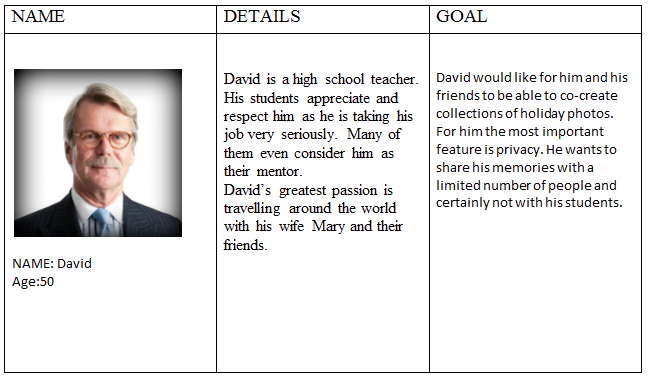 NAME
DETAILS
GOAL
NAME: David
Age:50
David is a high school teacher.
His students appreciate and
respect him as he is taking his
job very seriously. Many of
them even consider him as
their mentor.
David's greatest passion is
travelling around the world
with his wife Mary and their
friends.
David would like for him and his
friends to be able to co-create
collections of holiday photos.
For him the most important
feature is privacy. He wants to
share his memories with a
limited number of people and
certainly not with his students.